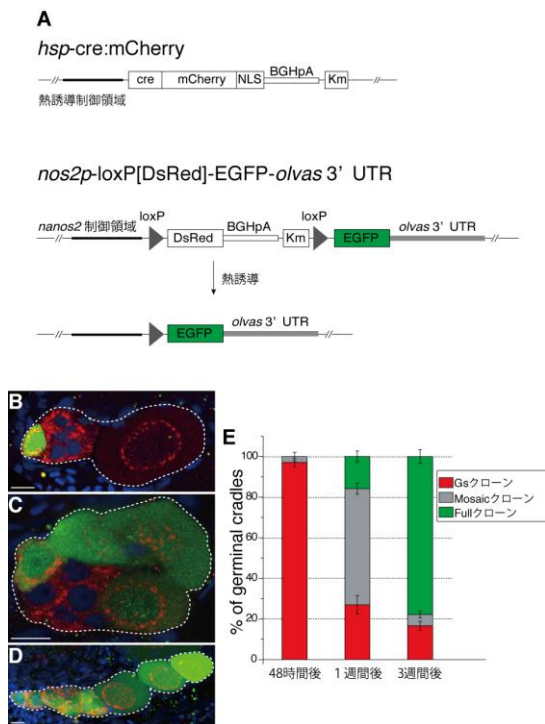 A
hsp-cre:mCherry
cre mCherry NLS BGHpA Km
熱誘導制御領域
nos2p-loxP[DsRed]-EGFP-olvas 3' UTR
nanos2 制御領域 loxP DsRed BGHpA Km loxP EGFP olvas 3' UTR
熱誘導
EGFP olvas 3' UTR
B
C
D
E
% of germinal cradles
100
80
60
40
20
0
48時間後 1週間後 3週間後
Gsクローン
Mosaicクローン
Fullクローン